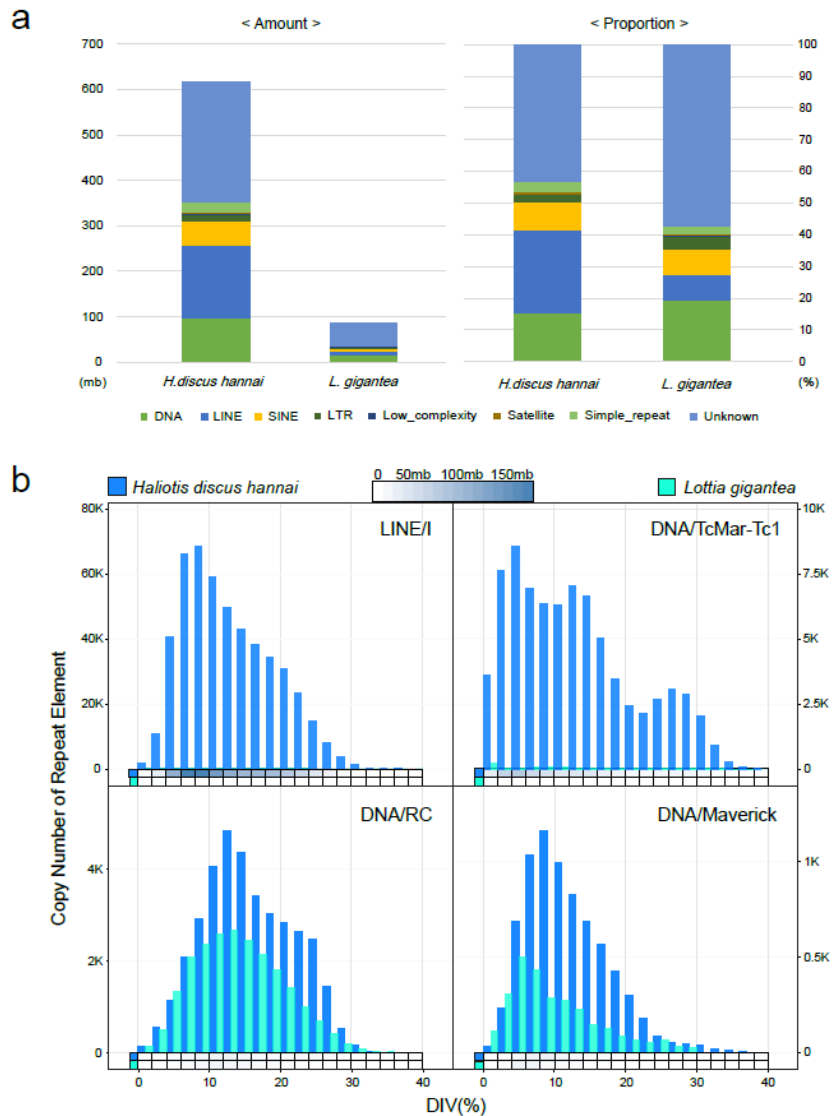 a
< Amount >
< Proportion >
700
600
500
400
300
200
100
0
(mb)
H.discus hannai
L. gigantea
100
90
80
70
60
50
40
30
20
10
0
(%)
H.discus hannai
L. gigantea
DNA LINE SINE LTR Low_complexity Satellite Simple_repeat Unknown
b
Haliotis discus hannai
0 50mb 100mb 150mb
Lottia gigantea
Copy Number of Repeat Element
LINE/I
80K
60K
40K
20K
0
DNA/TcMar-Tc1
10K
7.5K
5K
2.5K
0
DNA/RC
4K
2K
0
DNA/Maverick
1K
0.5K
0
0 10 20 30 40
0 10 20 30 40
DIV(%)